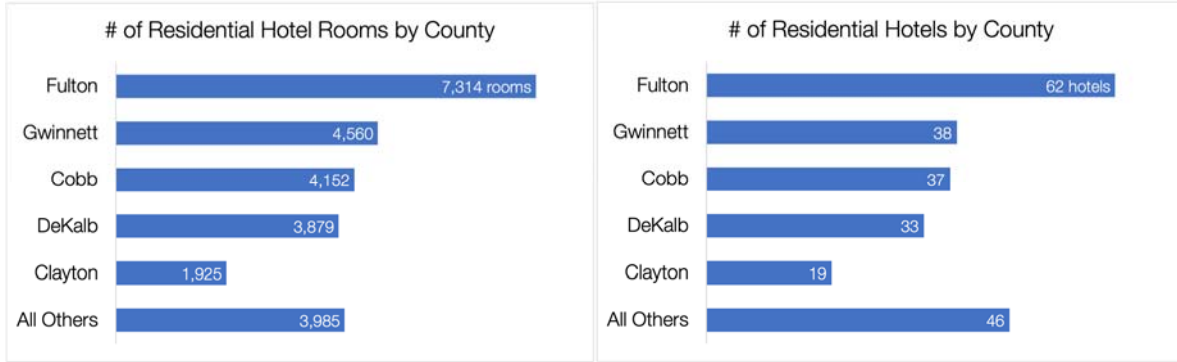 # of Residential Hotel Rooms by County
Fulton 7,314 rooms
Gwinnett 4,560
Cobb 4,152
DeKalb 3,879
Clayton 1,925
All Others 3,985
# of Residential Hotels by County
Fulton 62 hotels
Gwinnett 38
Cobb 37
DeKalb 33
Clayton 19
All Others 46